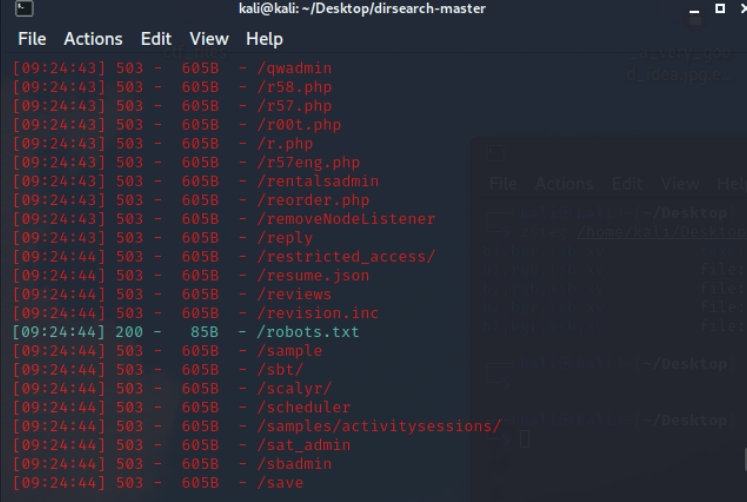 kali@kali: ~/Desktop/dirsearch-master
File Actions Edit View Help
[09:24:43] 503 - 605B - /qwadmin
[09:24:43] 503 - 605B - /r58.php
[09:24:43] 503 - 605B - /r57.php
[09:24:43] 503 - 605B - /r00t.php
[09:24:43] 503 - 605B - /r.php
[09:24:43] 503 - 605B - /r57eng.php
[09:24:43] 503 - 605B - /rentalsadmin
[09:24:43] 503 - 605B - /reorder.php
[09:24:43] 503 - 605B - /removeNodeListener
[09:24:43] 503 - 605B - /reply
[09:24:44] 503 - 605B - /restricted_access/
[09:24:44] 503 - 605B - /resume.json
[09:24:44] 503 - 605B - /reviews
[09:24:44] 503 - 605B - /revision.inc
[09:24:44] 200 - 85B - /robots.txt
[09:24:44] 503 - 605B - /sample
[09:24:44] 503 - 605B - /sbt/
[09:24:44] 503 - 605B - /scalyr/
[09:24:44] 503 - 605B - /scheduler
[09:24:44] 503 - 605B - /samples/activitysessions/
[09:24:44] 503 - 605B - /sat_admin
[09:24:44] 503 - 605B - /sbadmin
[09:24:44] 503 - 605B - /save
File Actions Edit View
~/Desktop
/home/kali/Desktop
~/Desktop
~/Desktop